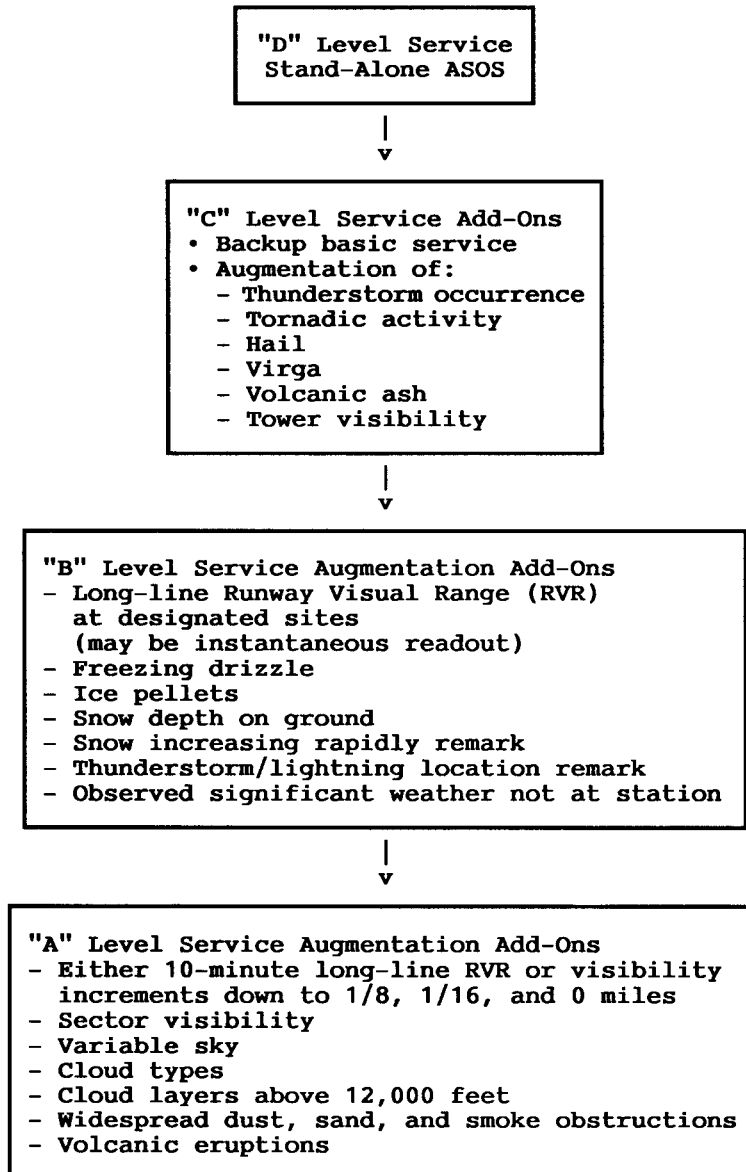 "D" Level Service
Stand-Alone ASOS
|
v
"C" Level Service Add-Ons
• Backup basic service
• Augmentation of:
– Thunderstorm occurrence
– Tornadic activity
– Hail
– Virga
– Volcanic ash
– Tower visibility
|
v
"B" Level Service Augmentation Add-Ons
– Long-line Runway Visual Range (RVR)
at designated sites
(may be instantaneous readout)
– Freezing drizzle
– Ice pellets
– Snow depth on ground
– Snow increasing rapidly remark
– Thunderstorm/lightning location remark
– Observed significant weather not at station
|
v
"A" Level Service Augmentation Add-Ons
– Either 10-minute long-line RVR or visibility
increments down to 1/8, 1/16, and 0 miles
– Sector visibility
– Variable sky
– Cloud types
– Cloud layers above 12,000 feet
– Widespread dust, sand, and smoke obstructions
– Volcanic eruptions